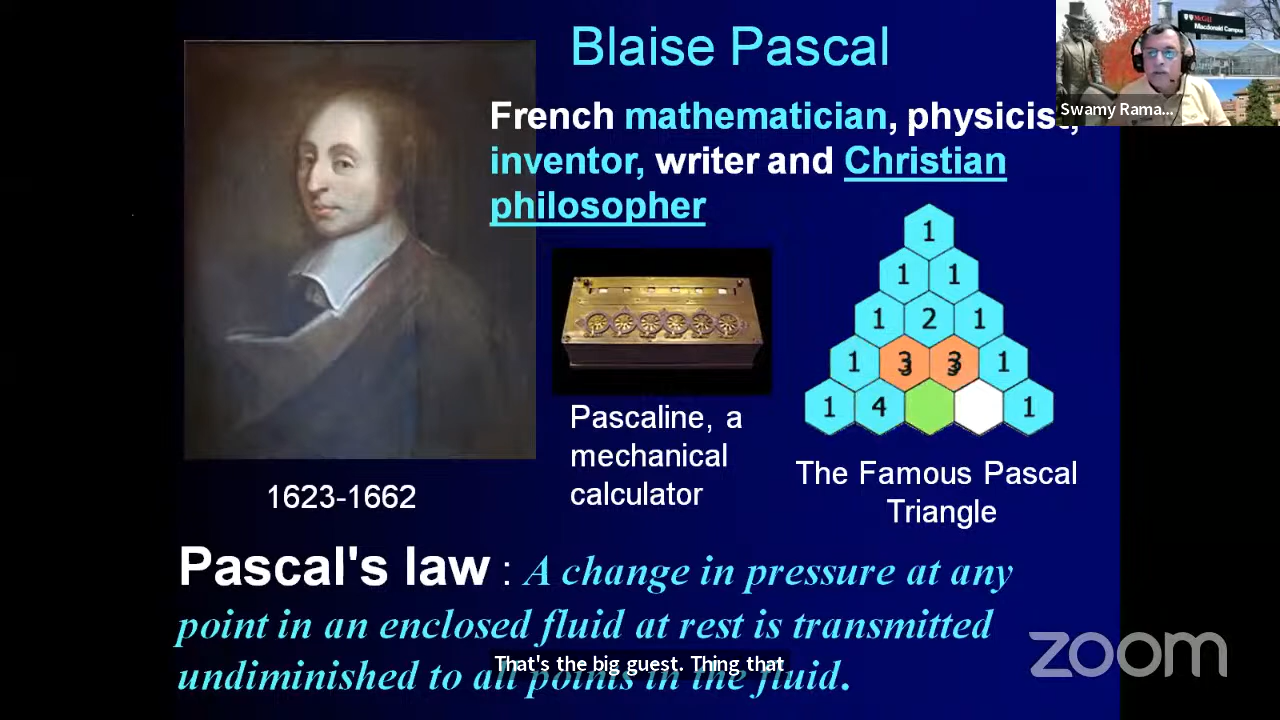 Blaise Pascal
McGill
Macdonald Campus
Swamy Rama...
French mathematician, physicist,
inventor, writer and Christian
philosopher
1
1 1
1 2 1
1 3 3 1
1 4 1
Pascaline, a
mechanical
calculator
The Famous Pascal
Triangle
1623-1662
Pascal's law : A change in pressure at any
point in an enclosed fluid at rest is transmitted
undiminished to all points in the fluid.
That's the big guest. Thing that
zoom